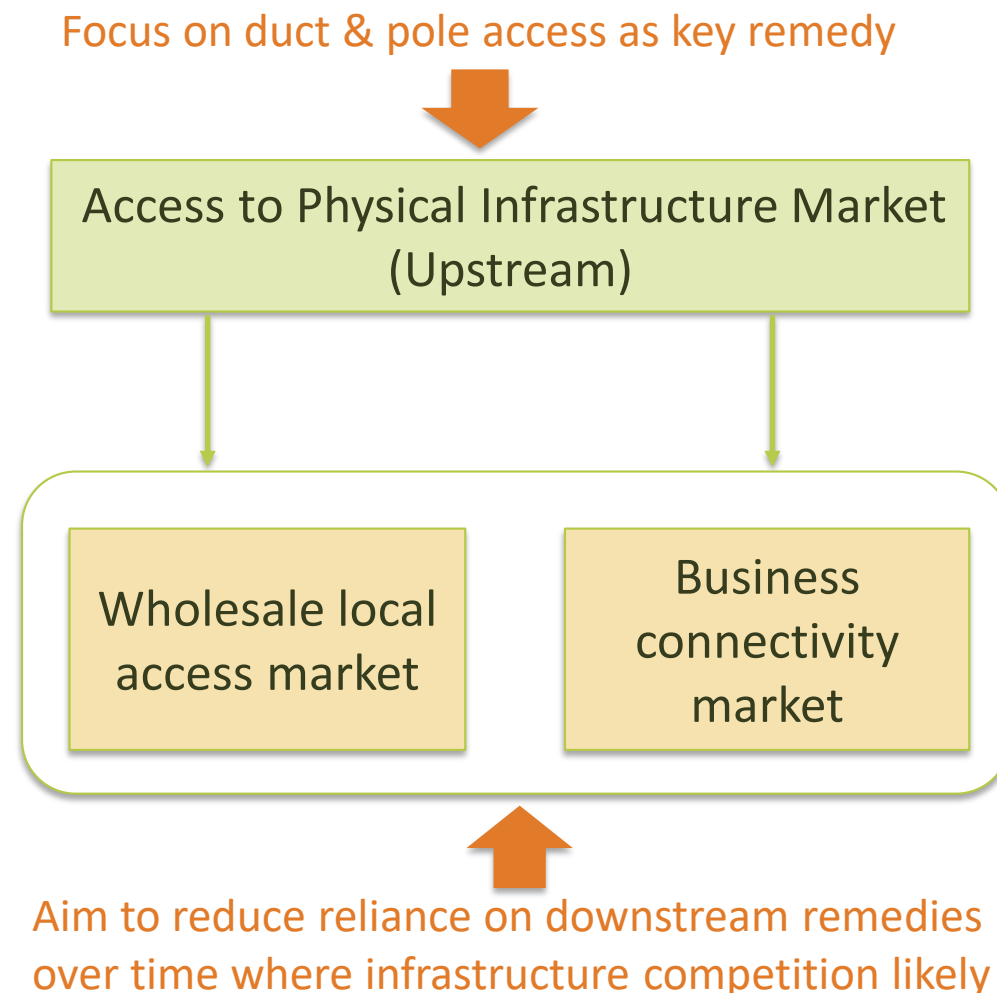 Focus on duct & pole access as key remedy
Access to Physical Infrastructure Market
(Upstream)
Wholesale local
access market
Business
connectivity
market
Aim to reduce reliance on downstream remedies
over time where infrastructure competition likely